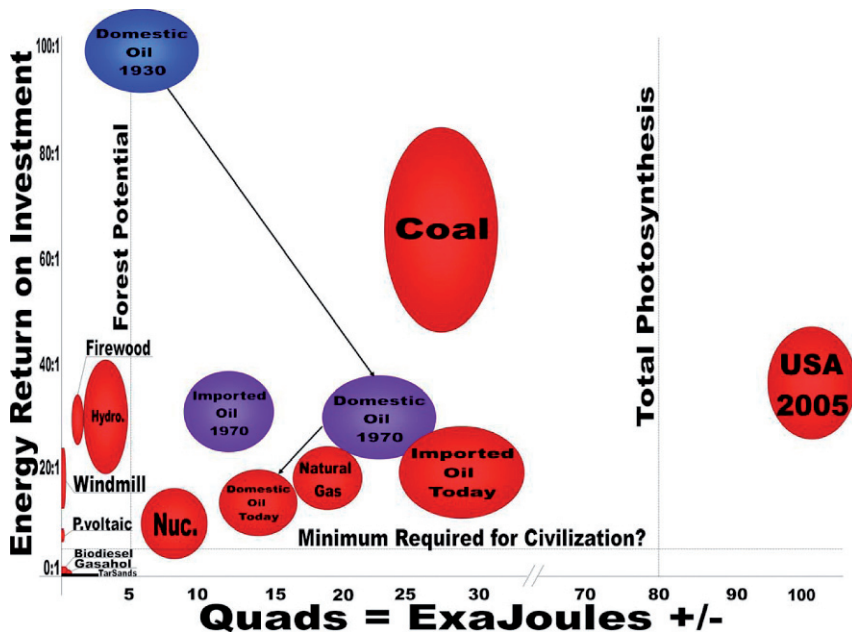 Energy Return on Investment
100:1
80:1
60:1
40:1
20:1
0:1
Domestic
Oil
1930
Forest Potential
Coal
Total Photosynthesis
USA
2005
Firewood
Hydro.
Imported
Oil
1970
Domestic
Oil
1970
Imported
Oil
Today
Natural
Gas
Domestic
Oil
Today
Windmill
P.voltaic
Nuc.
Minimum Required for Civilization?
Biodiesel
Gasahol
TarSands
5 10 15 20 25 30 // 70 80 90 100
Quads = ExaJoules +/-